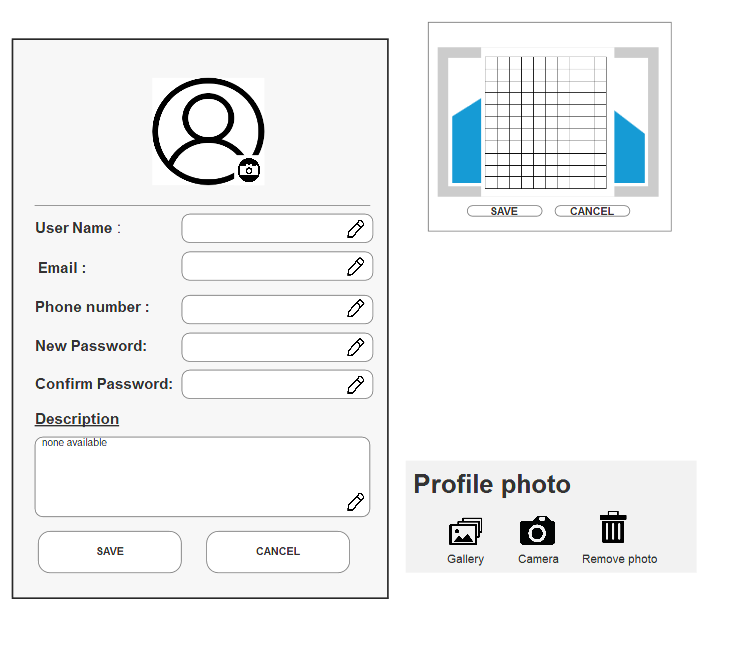 User Name :
Email :
Phone number :
New Password:
Confirm Password:
Description
none available
SAVE
CANCEL
SAVE
CANCEL
Profile photo
Gallery
Camera
Remove photo